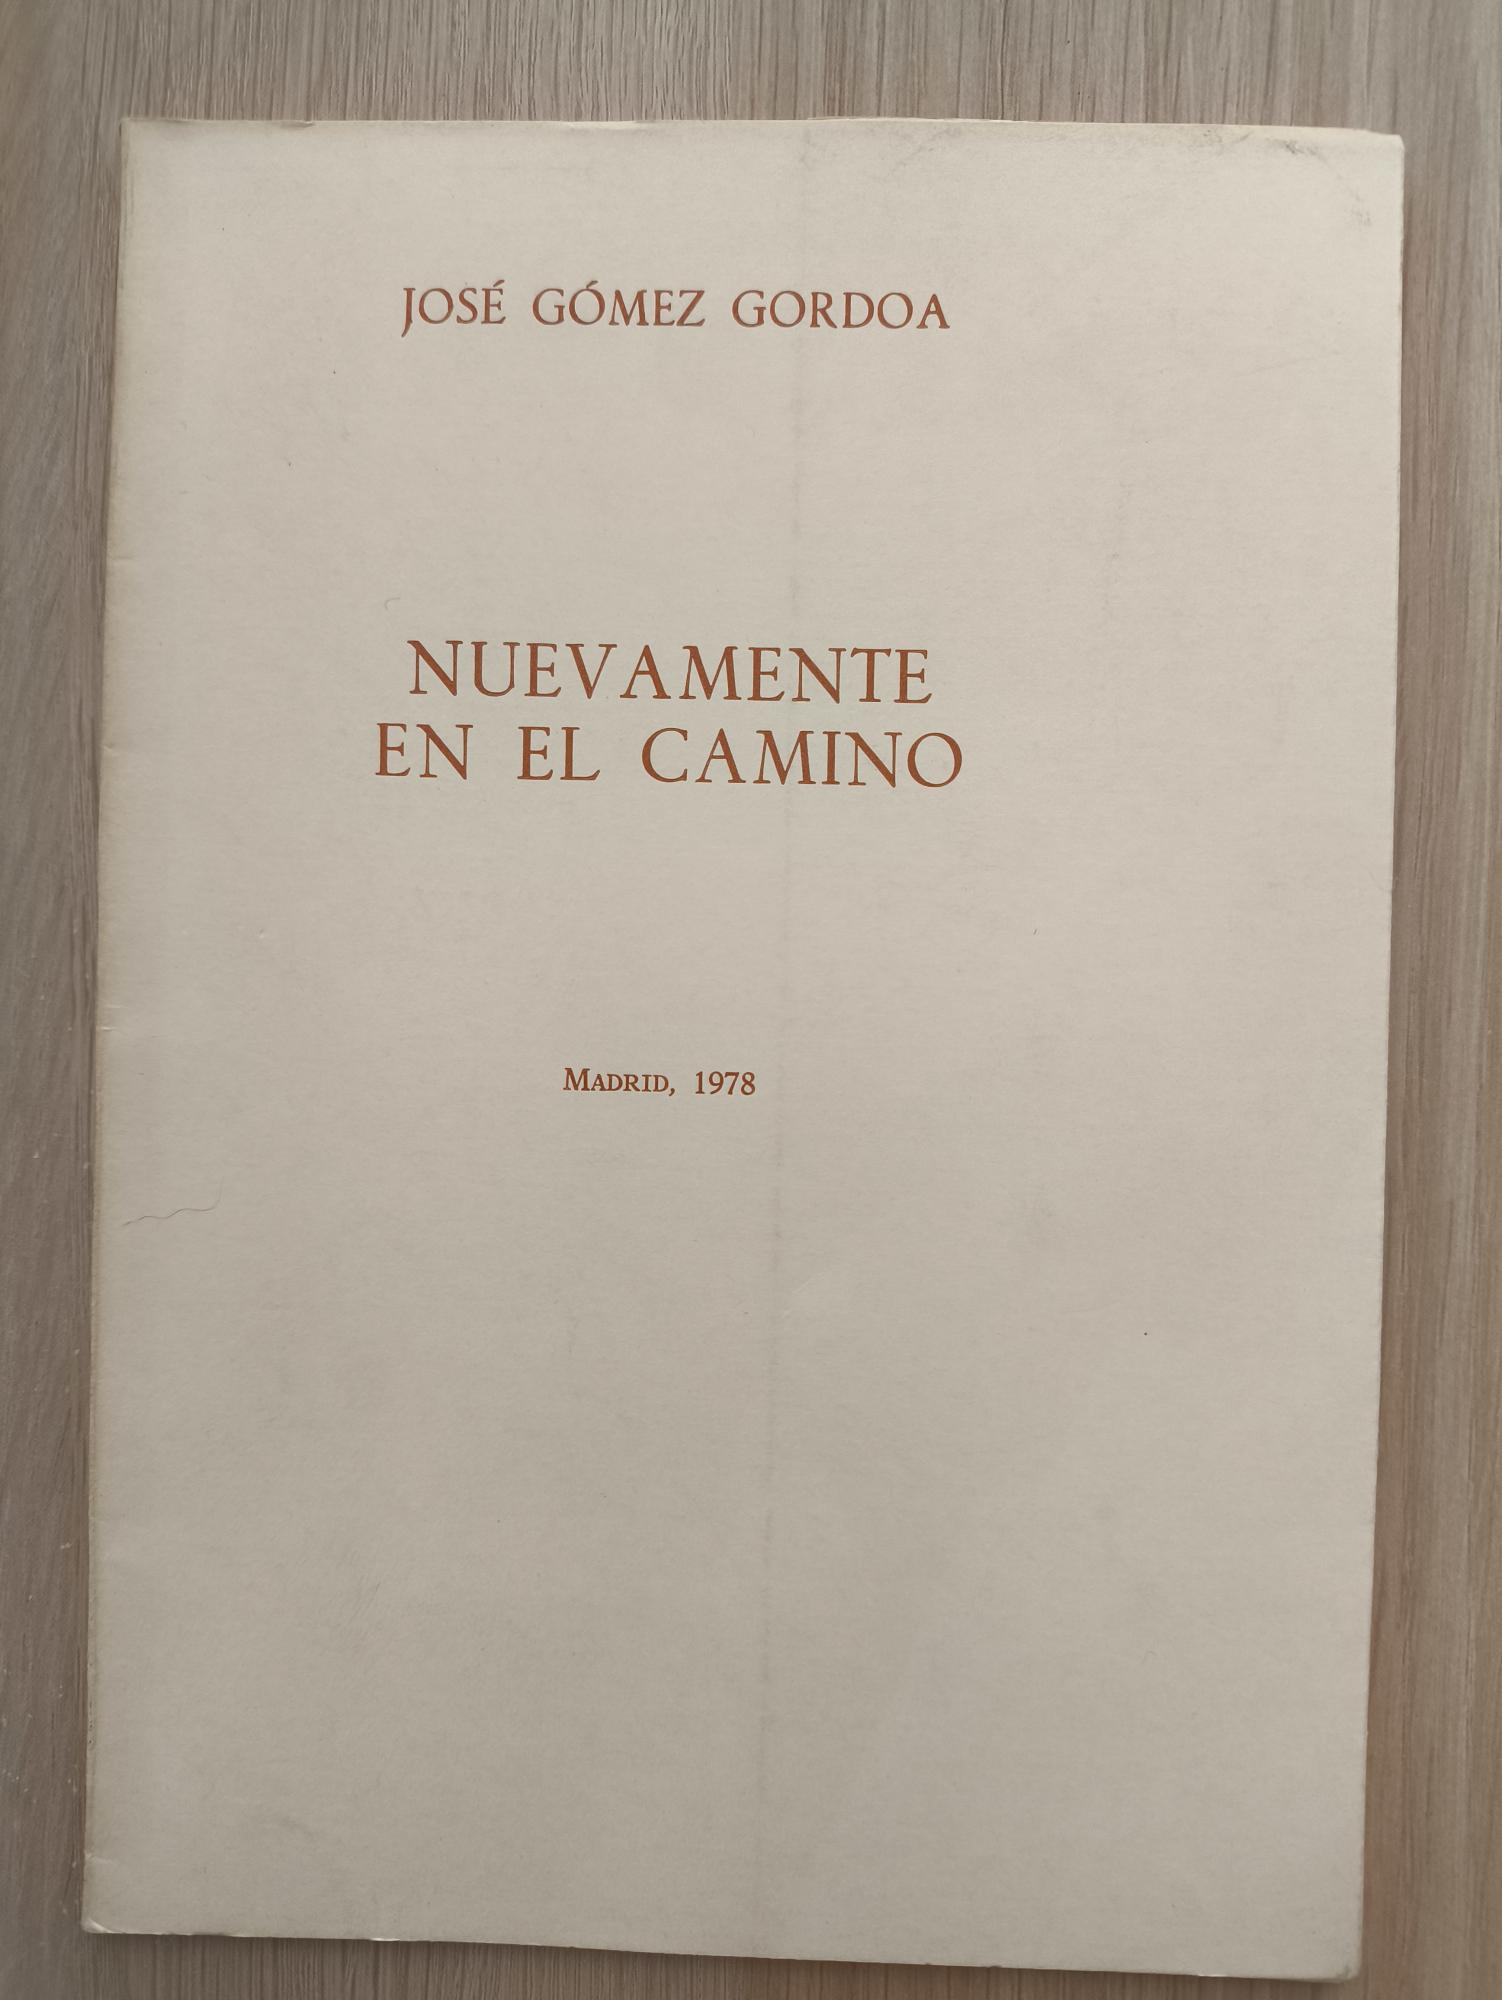 JOSÉ GÓMEZ GORDOA
NUEVAMENTE
EN EL CAMINO
MADRID, 1978